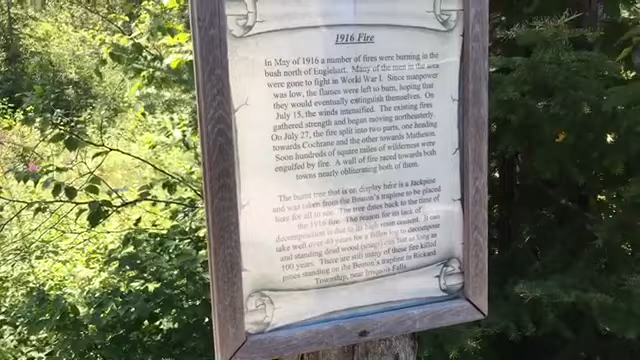 1916 Fire
In May of 1916 a number of fires were burning in the
bush north of Englehart. Many of the men in the area
were gone to fight in World War I. Since manpower
was low, the flames were left to burn, hoping that
they would eventually extinguish themselves. On
July 15, the winds intensified. The existing fires
gathered strength and began moving northeasterly.
On July 27, the fire split into two parts, one heading
towards Cochrane and the other towards Matheson.
Soon hundreds of square miles of wilderness were
engulfed by fire. A wall of fire raced towards both
towns nearly obliterating both of them.
The burnt tree that is on display here is a Jackpine
and was taken from the Beaton's trapline to be placed
here for all to see. The tree dates back to the time of
the 1916 fire. The reason for its lack of
decomposition is due to its high resin content. It can
take well over 40 years for a fallen log to decompose
and standing dead wood (snags) can last as long as
100 years. There are still many of these fire killed
pines standing on the Beaton's trapline in Rickard
Township, near Iroquois Falls.